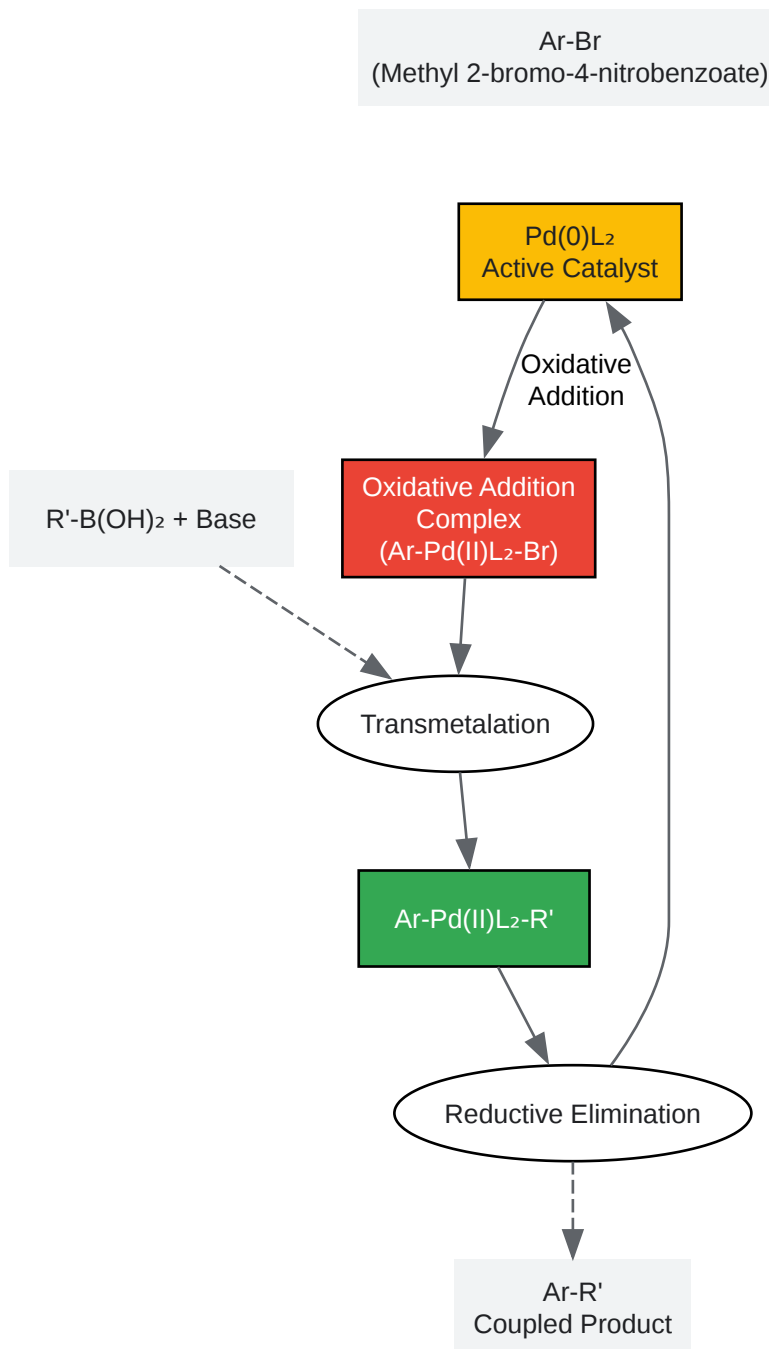 Ar-Br
(Methyl 2-bromo-4-nitrobenzoate)
Pd(0)L₂
Active Catalyst
Oxidative
Addition
Oxidative Addition
Complex
(Ar-Pd(II)L₂-Br)
R'-B(OH)₂ + Base
Transmetalation
Ar-Pd(II)L₂-R'
Reductive Elimination
Ar-R'
Coupled Product